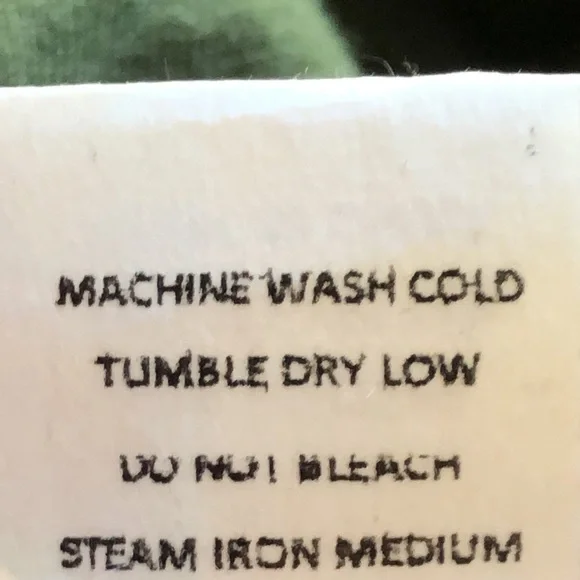 MACHINE WASH COLD
TUMBLE DRY LOW
DO NOT BLEACH
STEAM IRON MEDIUM